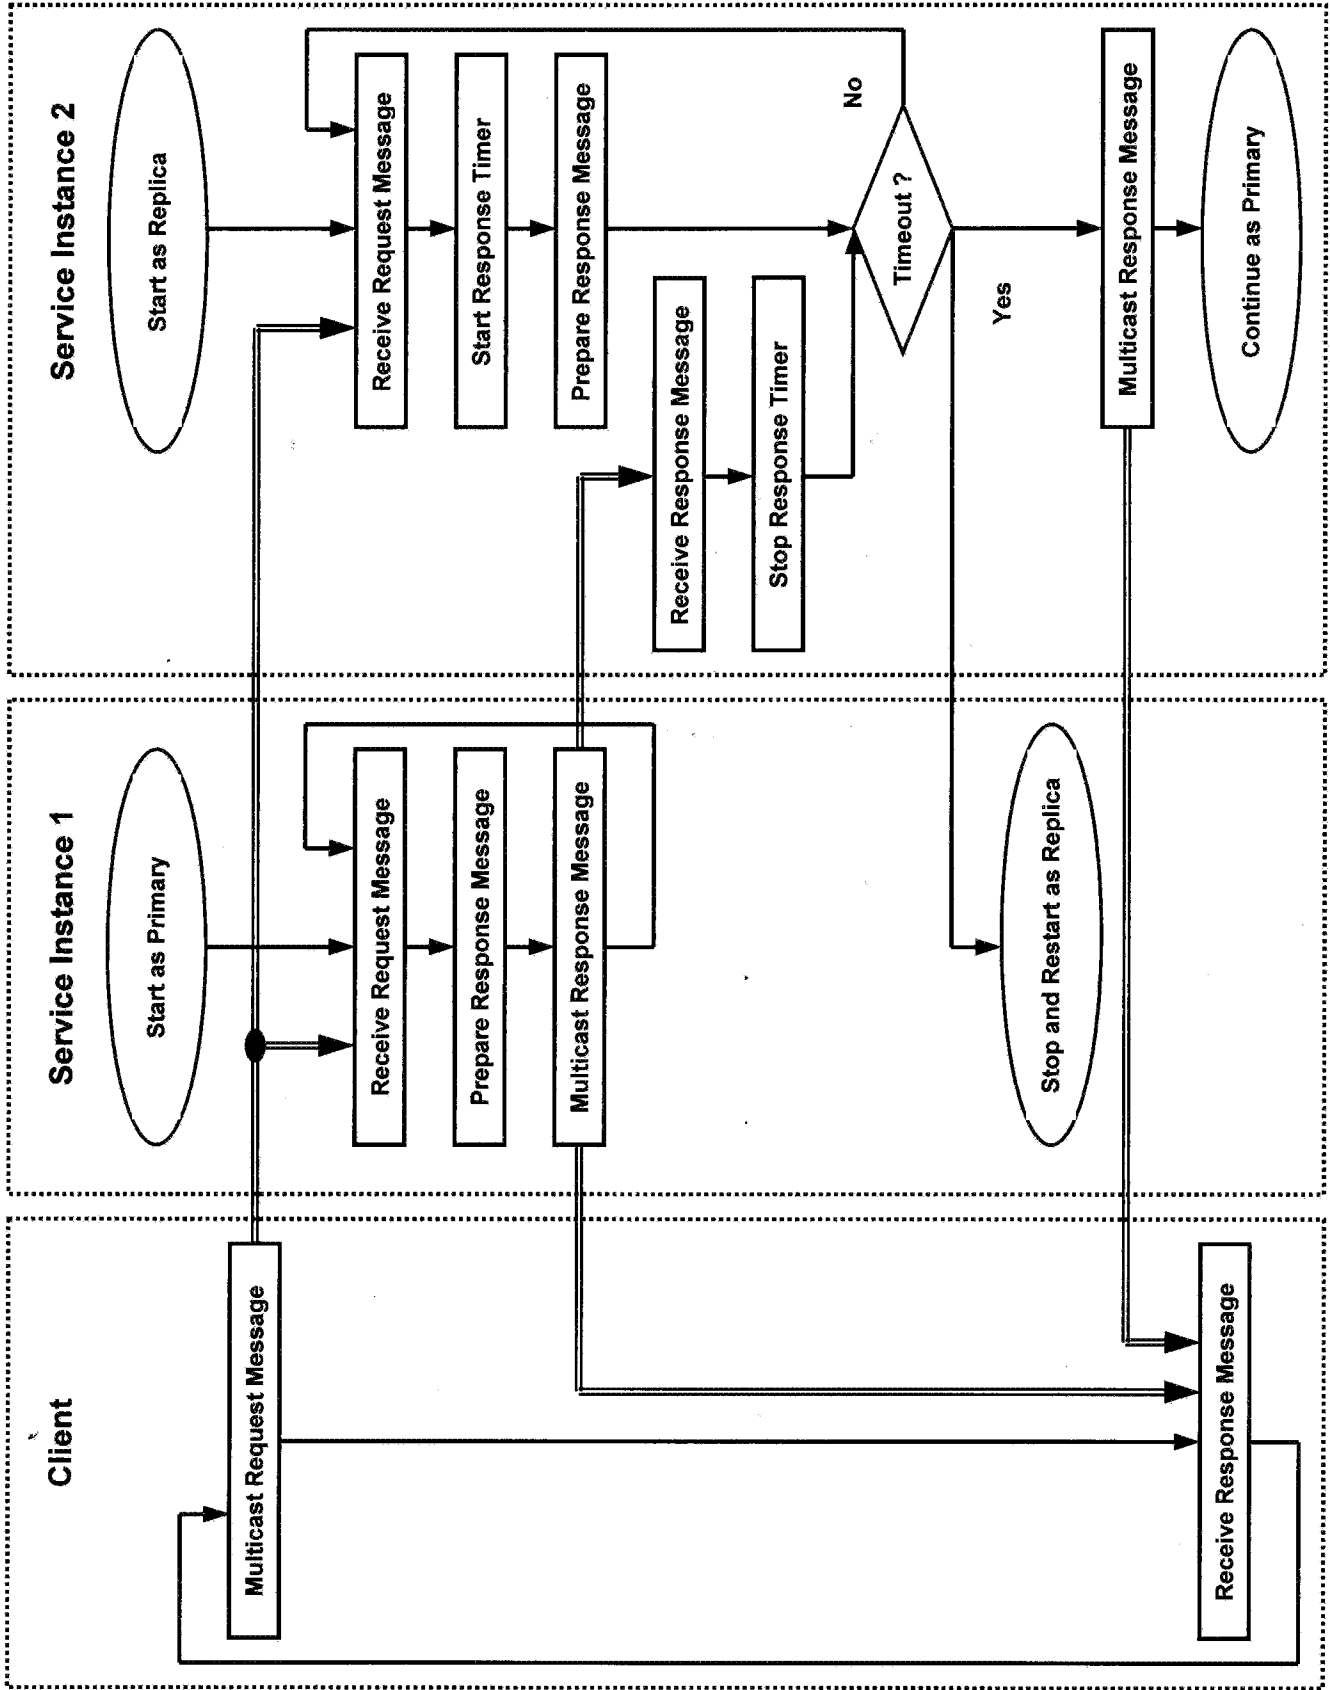 Client
Multicast Request Message
Receive Response Message
Service Instance 1
Start as Primary
Receive Request Message
Prepare Response Message
Multicast Response Message
Stop and Restart as Replica
Service Instance 2
Start as Replica
Receive Request Message
Start Response Timer
Prepare Response Message
Receive Response Message
Stop Response Timer
Timeout ?
No
Yes
Multicast Response Message
Continue as Primary